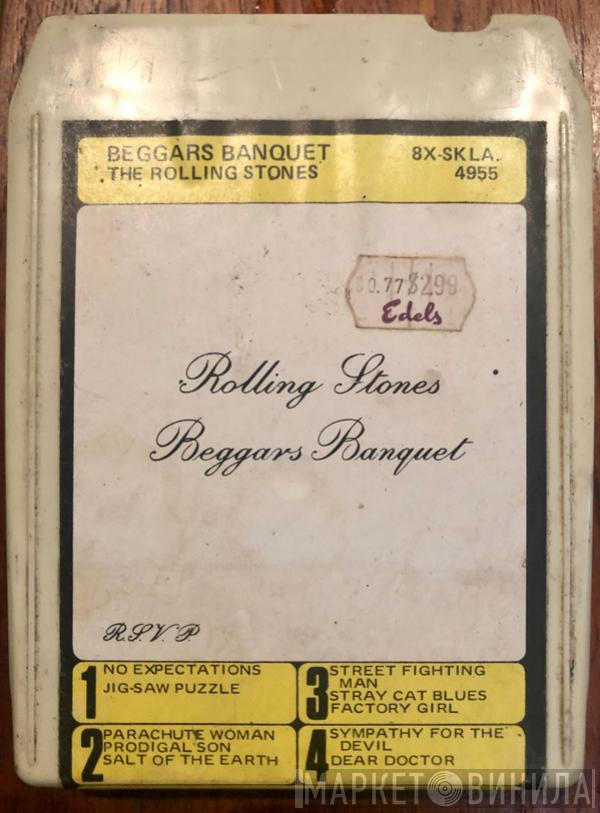 BEGGARS BANQUET
THE ROLLING STONES
8X-SKLA.
4955
$0.77 $2.99
Edels
Rolling Stones
Beggars Banquet
R.S.V.P.
1
NO EXPECTATIONS
JIG-SAW PUZZLE
2
PARACHUTE WOMAN
PRODIGAL SON
SALT OF THE EARTH
3
STREET FIGHTING
MAN
STRAY CAT BLUES
FACTORY GIRL
4
SYMPATHY FOR THE
DEVIL
DEAR DOCTOR
МАРКЕТ ВИНИЛА